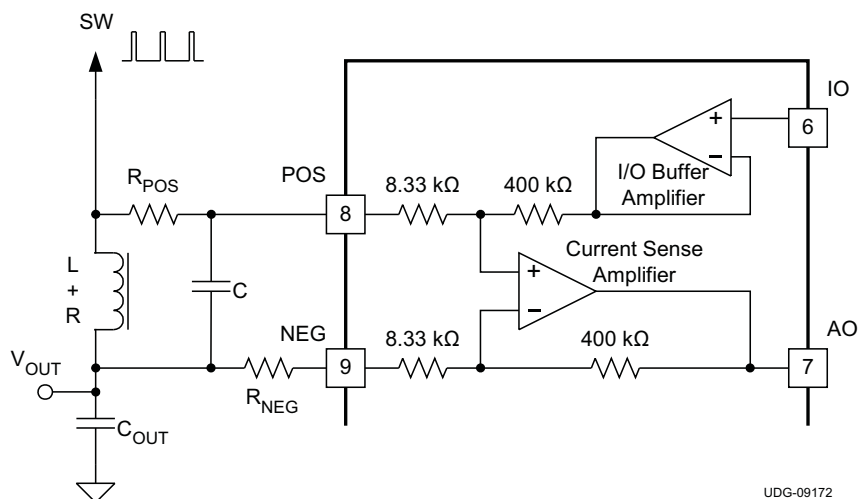 SW
IO
6
I/O Buffer
Amplifier
R_POS
POS
8
8.33 kΩ
400 kΩ
+
−
Current Sense
Amplifier
+
−
L
+
R
C
NEG
9
8.33 kΩ
400 kΩ
AO
7
V_OUT
R_NEG
C_OUT
UDG-09172